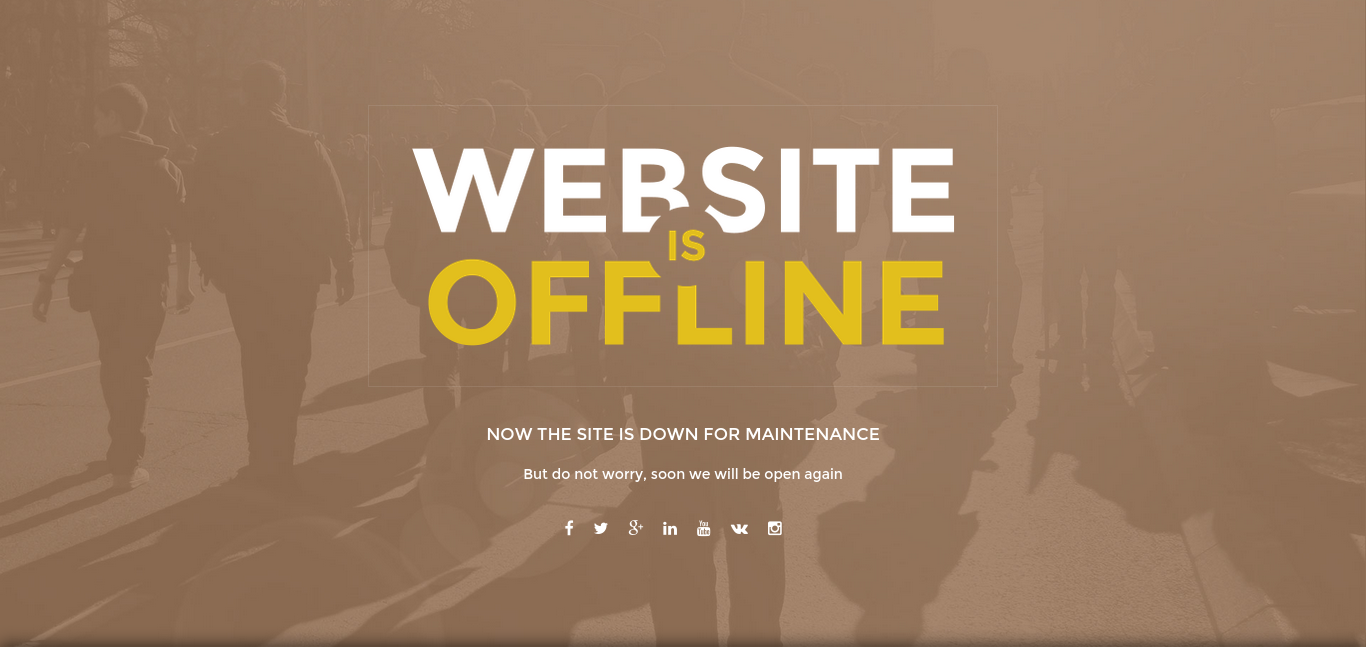 WEBSITE
IS
OFFLINE
NOW THE SITE IS DOWN FOR MAINTENANCE
But do not worry, soon we will be open again